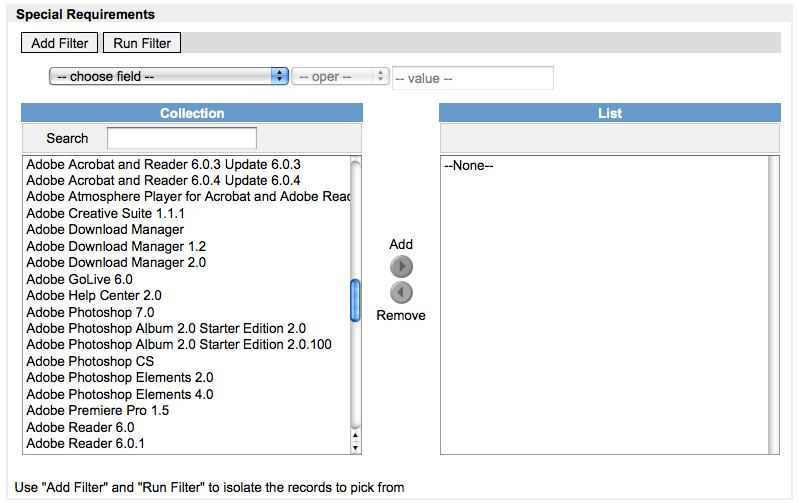 Special Requirements
Add Filter Run Filter
-- choose field -- -- oper -- -- value --
Collection List
Search
Adobe Acrobat and Reader 6.0.3 Update 6.0.3 --None--
Adobe Acrobat and Reader 6.0.4 Update 6.0.4
Adobe Atmosphere Player for Acrobat and Adobe Reac
Adobe Creative Suite 1.1.1
Adobe Download Manager
Adobe Download Manager 1.2
Adobe Download Manager 2.0
Adobe GoLive 6.0
Adobe Help Center 2.0
Adobe Photoshop 7.0
Adobe Photoshop Album 2.0 Starter Edition 2.0
Adobe Photoshop Album 2.0 Starter Edition 2.0.100
Adobe Photoshop CS
Adobe Photoshop Elements 2.0
Adobe Photoshop Elements 4.0
Adobe Premiere Pro 1.5
Adobe Reader 6.0
Adobe Reader 6.0.1
Add
Remove
Use "Add Filter" and "Run Filter" to isolate the records to pick from